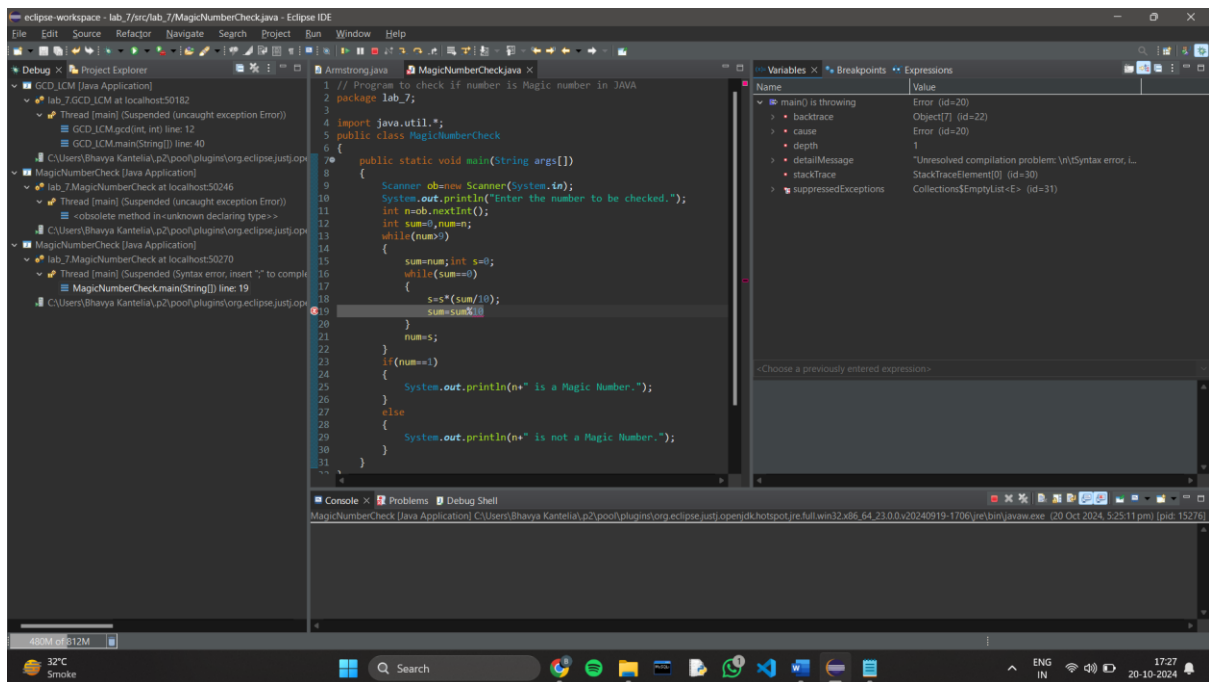 eclipse-workspace - lab_7/src/lab_7/MagicNumberCheck.java - Eclipse IDE
File Edit Source Refactor Navigate Search Project Run Window Help
Debug Project Explorer
GCD_LCM [Java Application]
lab_7.GCD_LCM at localhost:50182
Thread [main] (Suspended (uncaught exception Error))
GCD_LCM.gcd(int, int) line: 12
GCD_LCM.main(String[]) line: 40
C:\Users\Bhavya Kantelia\.p2\pool\plugins\org.eclipse.justj.ope
MagicNumberCheck [Java Application]
lab_7.MagicNumberCheck at localhost:50246
Thread [main] (Suspended (uncaught exception Error))
<obsolete method in<unknown declaring type>>
C:\Users\Bhavya Kantelia\.p2\pool\plugins\org.eclipse.justj.ope
MagicNumberCheck [Java Application]
lab_7.MagicNumberCheck at localhost:50270
Thread [main] (Suspended (Syntax error, insert ";" to comple
MagicNumberCheck.main(String[]) line: 19
C:\Users\Bhavya Kantelia\.p2\pool\plugins\org.eclipse.justj.ope
Armstrong.java MagicNumberCheck.java
1 // Program to check if number is Magic number in JAVA
2 package lab_7;
3
4 import java.util.*;
5 public class MagicNumberCheck
6 {
7 public static void main(String args[])
8 {
9 Scanner ob=new Scanner(System.in);
10 System.out.println("Enter the number to be checked.");
11 int n=ob.nextInt();
12 int sum=0,num=n;
13 while(num>9)
14 {
15 sum=num;int s=0;
16 while(sum==0)
17 {
18 s=s*(sum/10);
19 sum=sum%10
20 }
21 num=s;
22 }
23 if(num==1)
24 {
25 System.out.println(n+" is a Magic Number.");
26 }
27 else
28 {
29 System.out.println(n+" is not a Magic Number.");
30 }
31 }
Variables Breakpoints Expressions
Name Value
main() is throwing Error (id=20)
backtrace Object[7] (id=22)
cause Error (id=20)
depth 1
detailMessage "Unresolved compilation problem: \n\tSyntax error, i...
stackTrace StackTraceElement[0] (id=30)
suppressedExceptions Collections$EmptyList<E> (id=31)
<Choose a previously entered expression>
Console Problems Debug Shell
MagicNumberCheck [Java Application] C:\Users\Bhavya Kantelia\.p2\pool\plugins\org.eclipse.justj.openjdk.hotspot.jre.full.win32.x86_64_23.0.0.v20240919-1706\jre\bin\javaw.exe (20 Oct 2024, 5:25:11 pm) [pid: 15276]
480M of 812M
32°C
Smoke
Search
ENG
IN
17:27
20-10-2024